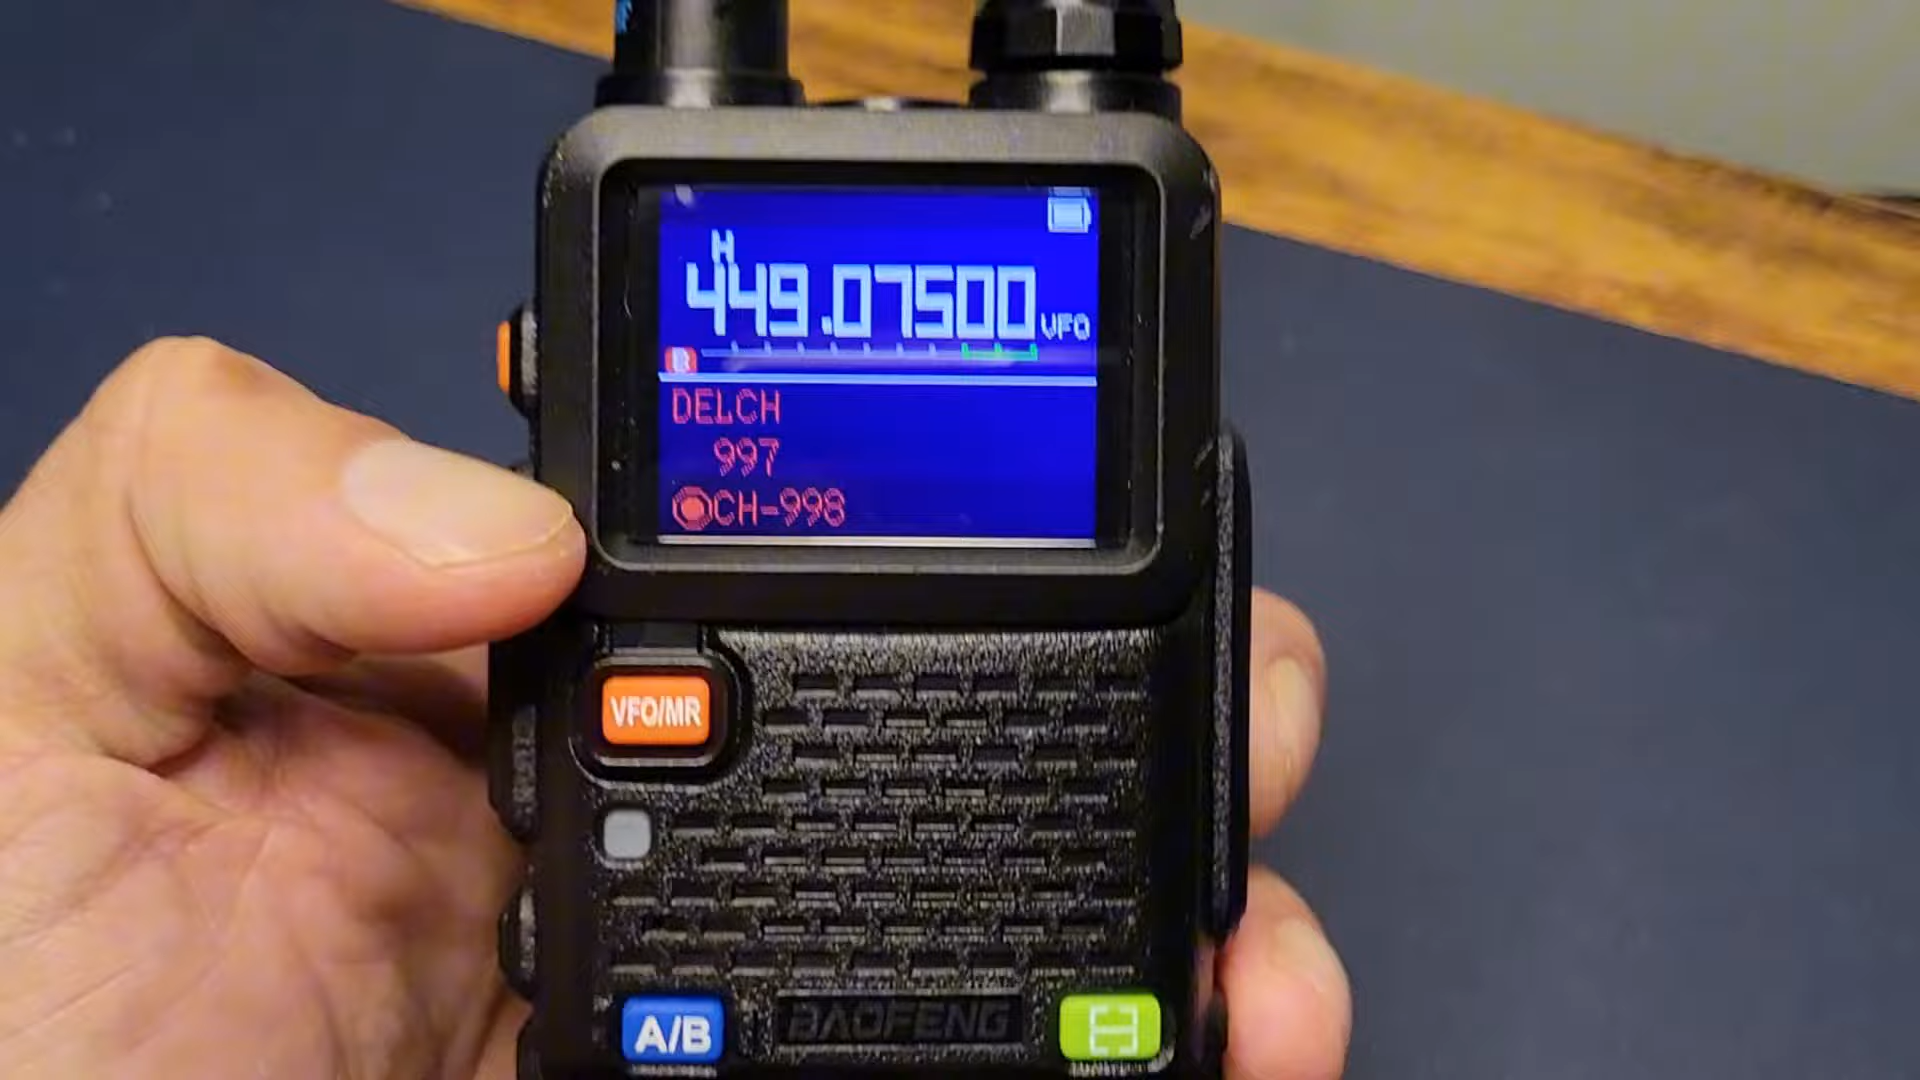 H
449.07500 VFO
R
DELCH
997
CH-998
VFO/MR
A/B
BAOFENG